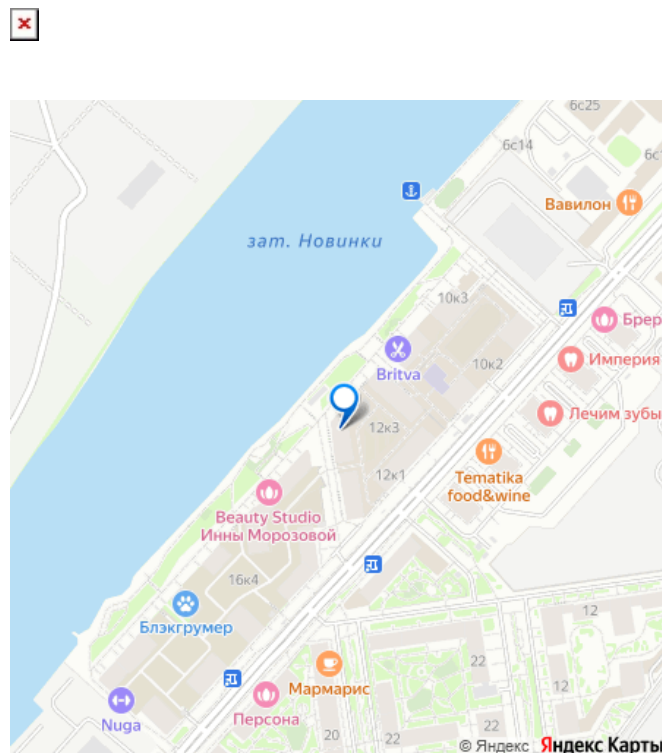 6с25
6с14
Вавилон
зат. Новинки
10к3
Брер
Britva
10к2
Империя
12к3
Лечим зубы
12к1
Tematika
food&wine
Beauty Studio
Инны Морозовой
16к4
12
Блэкгрумер
22
12
Мармарис
Nuga
Персона
20
22
22
© Яндекс Яндекс Карты